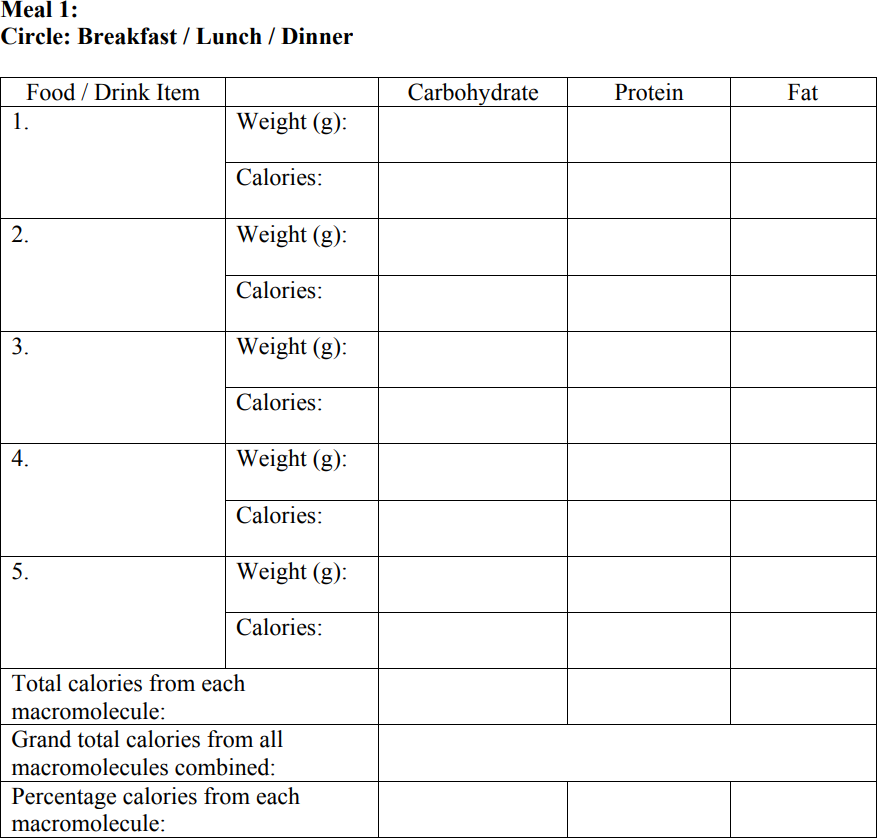 Meal 1:
Circle: Breakfast / Lunch / Dinner
Food / Drink Item Carbohydrate Protein Fat
1. Weight (g):
Calories:
2. Weight (g):
Calories:
3. Weight (g):
Calories:
4. Weight (g):
Calories:
5. Weight (g):
Calories:
Total calories from each
macromolecule:
Grand total calories from all
macromolecules combined:
Percentage calories from each
macromolecule: